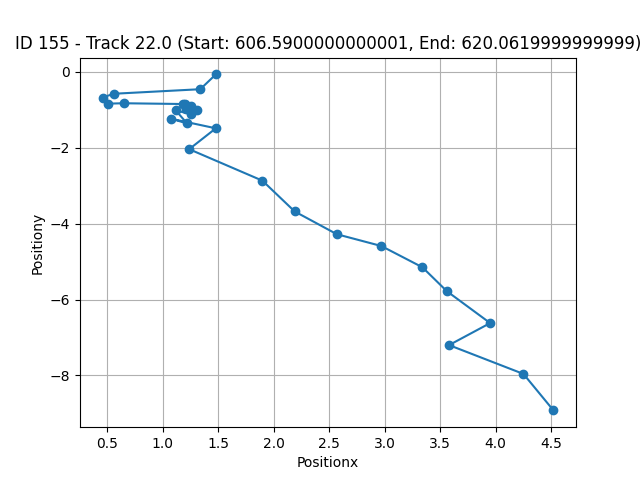 ID 155 - Track 22.0 (Start: 606.5900000000001, End: 620.0619999999999)
0
−2
−4
−6
−8
Positiony
0.5 1.0 1.5 2.0 2.5 3.0 3.5 4.0 4.5
Positionx